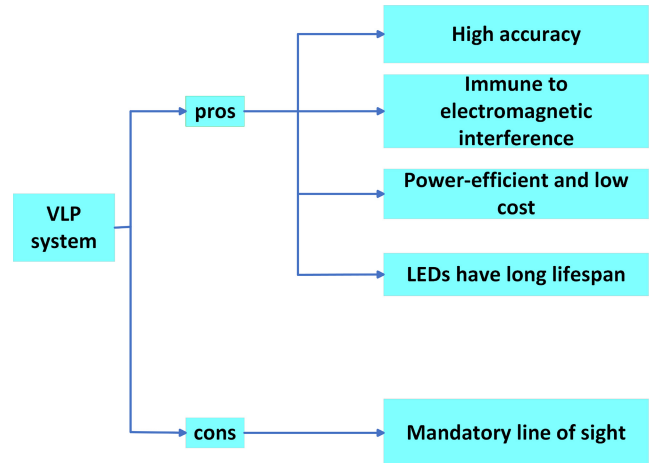 VLP
system
pros
High accuracy
Immune to
electromagnetic
interference
Power-efficient and low
cost
LEDs have long lifespan
cons
Mandatory line of sight